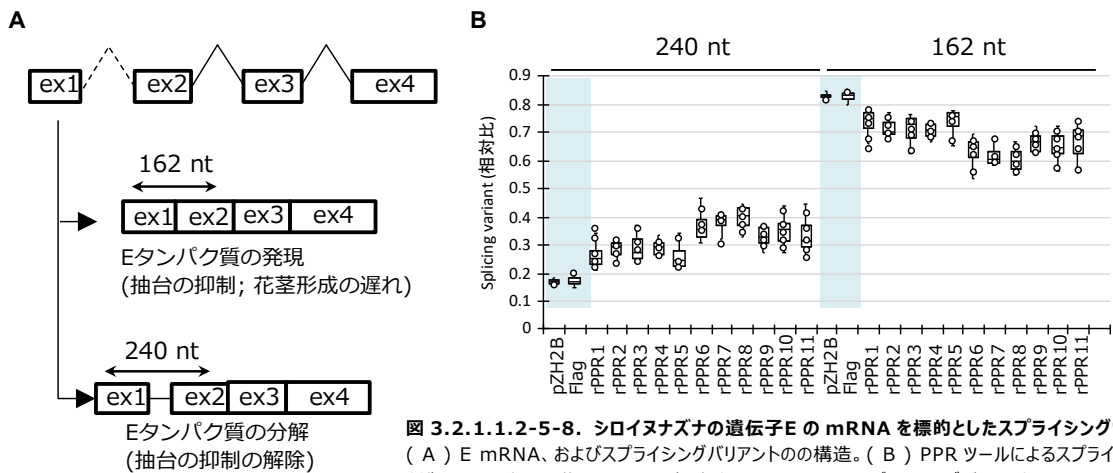 A
ex1 ex2 ex3 ex4
162 nt
ex1 ex2 ex3 ex4
Eタンパク質の発現
(抽台の抑制; 花茎形成の遅れ)
240 nt
ex1 ex2 ex3 ex4
Eタンパク質の分解
(抽台の抑制の解除)
B
240 nt 162 nt
Splicing variant (相対比)
0.9
0.8
0.7
0.6
0.5
0.4
0.3
0.2
0.1
0
pZH2B
Flag
rPPR1
rPPR2
rPPR3
rPPR4
rPPR5
rPPR6
rPPR7
rPPR8
rPPR9
rPPR10
rPPR11
pZH2B
Flag
rPPR1
rPPR2
rPPR3
rPPR4
rPPR5
rPPR6
rPPR7
rPPR8
rPPR9
rPPR10
rPPR11
図 3.2.1.1.2-5-8. シロイヌナズナの遺伝子E の mRNA を標的としたスプライシング
(A) E mRNA、およびスプライシングバリアントのの構造。(B) PPR ツールによるスプライ